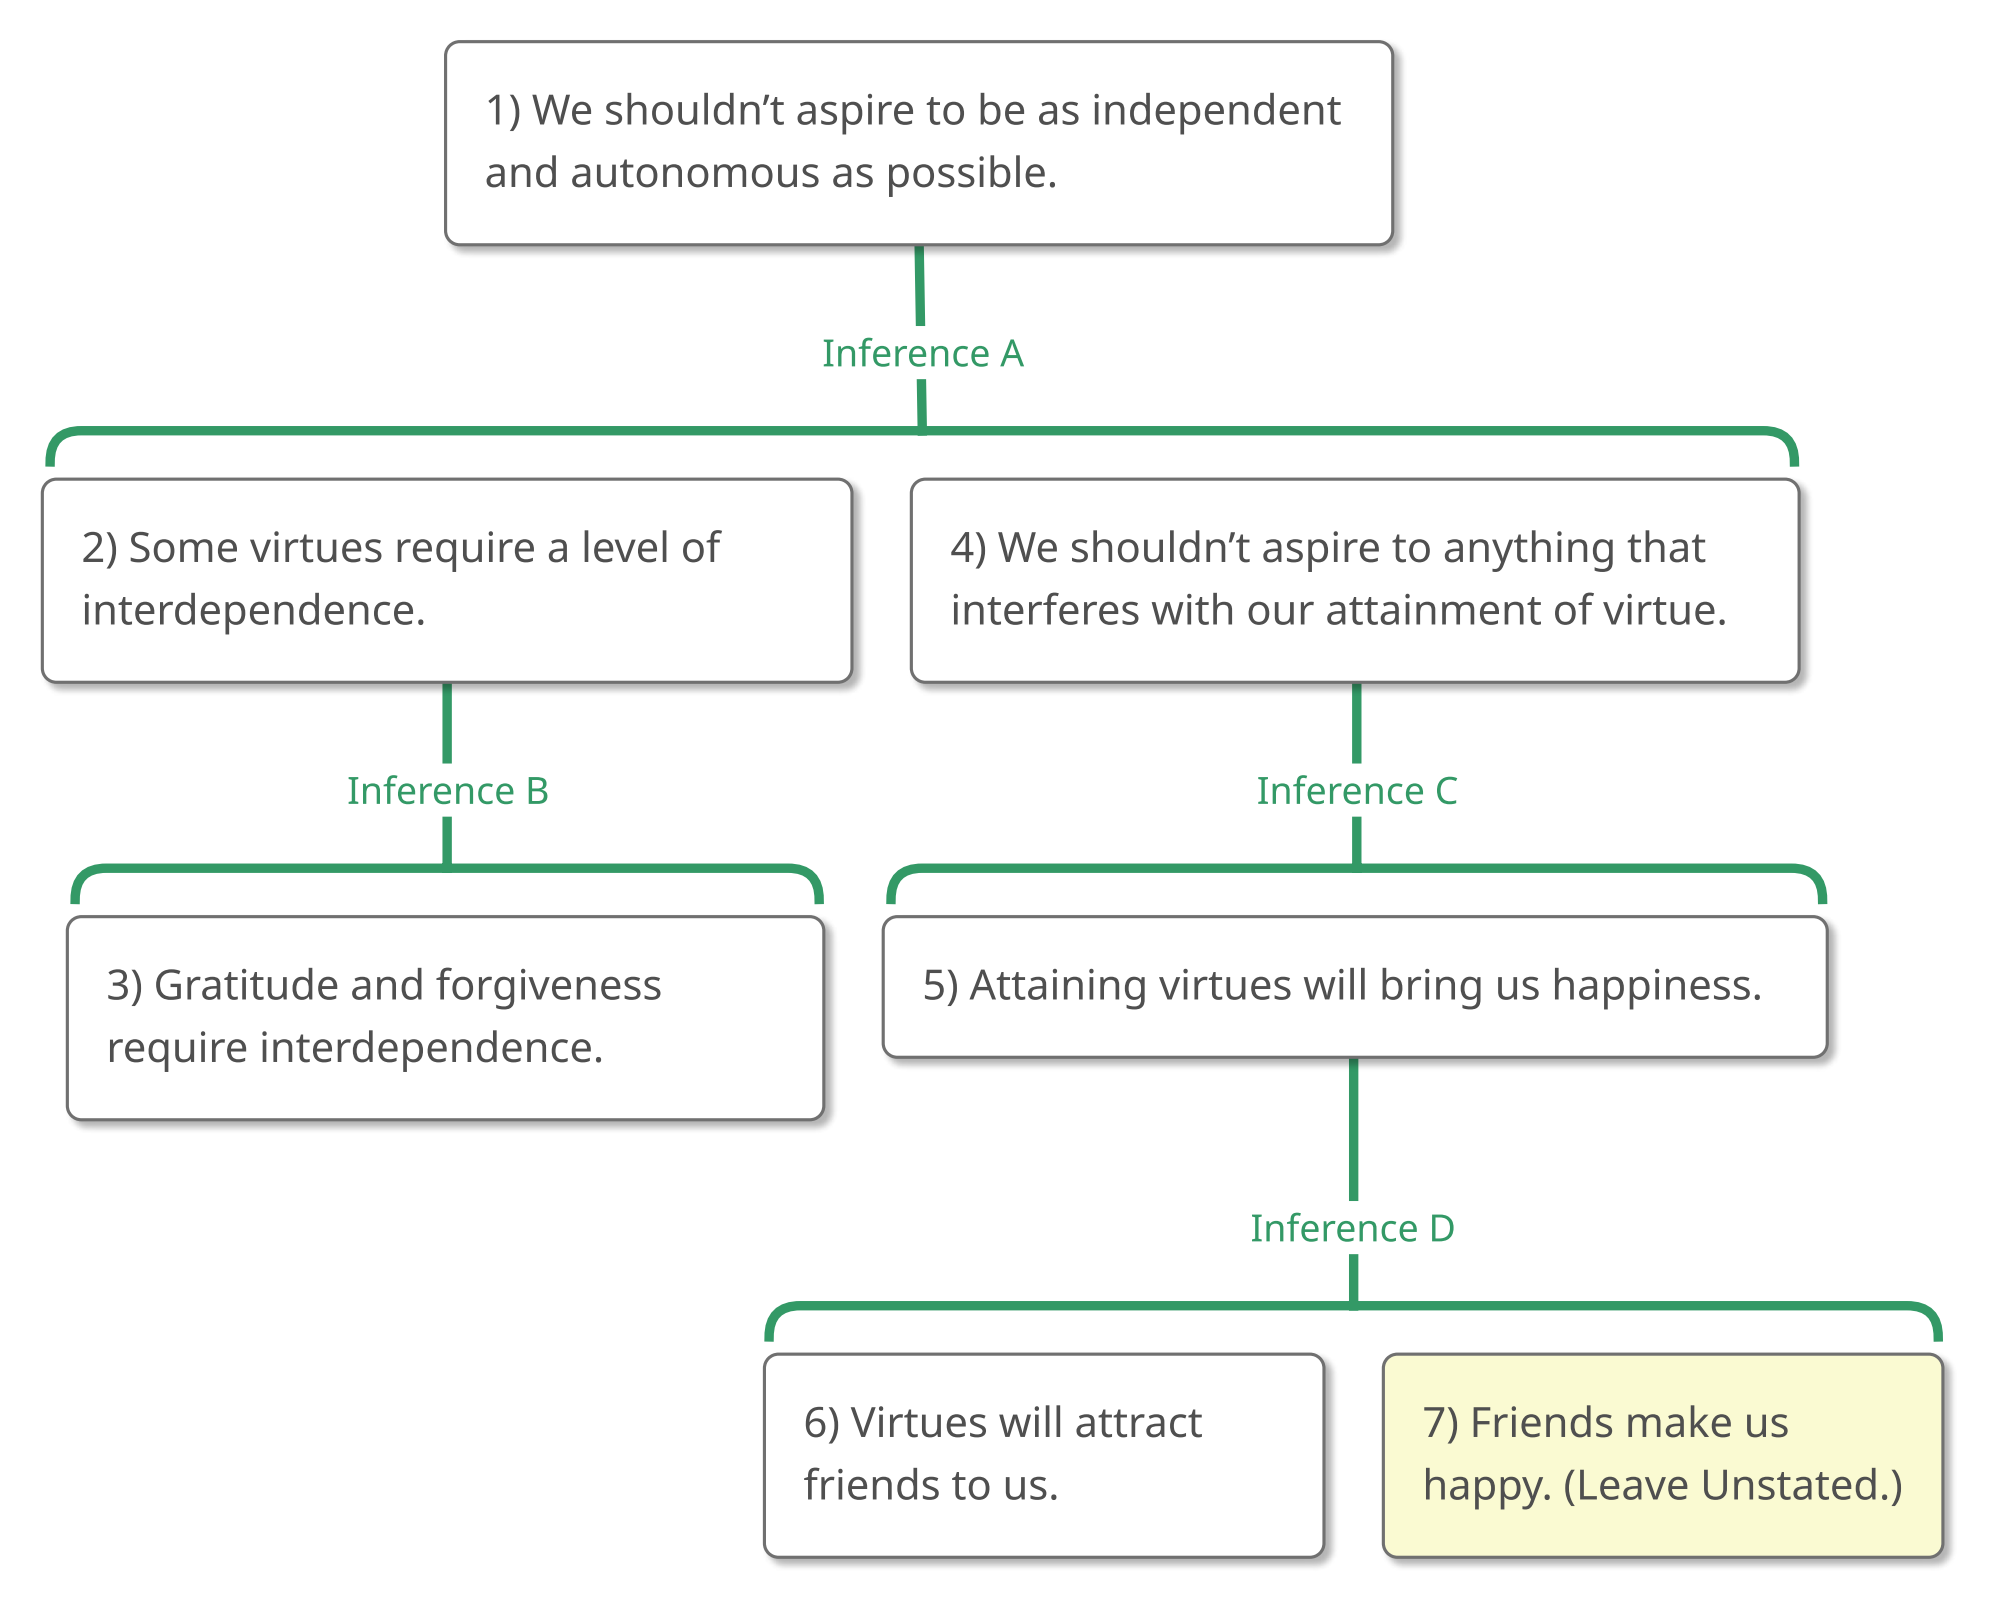 1) We shouldn’t aspire to be as independent
and autonomous as possible.
Inference A
2) Some virtues require a level of
interdependence.
4) We shouldn’t aspire to anything that
interferes with our attainment of virtue.
Inference B
Inference C
3) Gratitude and forgiveness
require interdependence.
5) Attaining virtues will bring us happiness.
Inference D
6) Virtues will attract
friends to us.
7) Friends make us
happy. (Leave Unstated.)